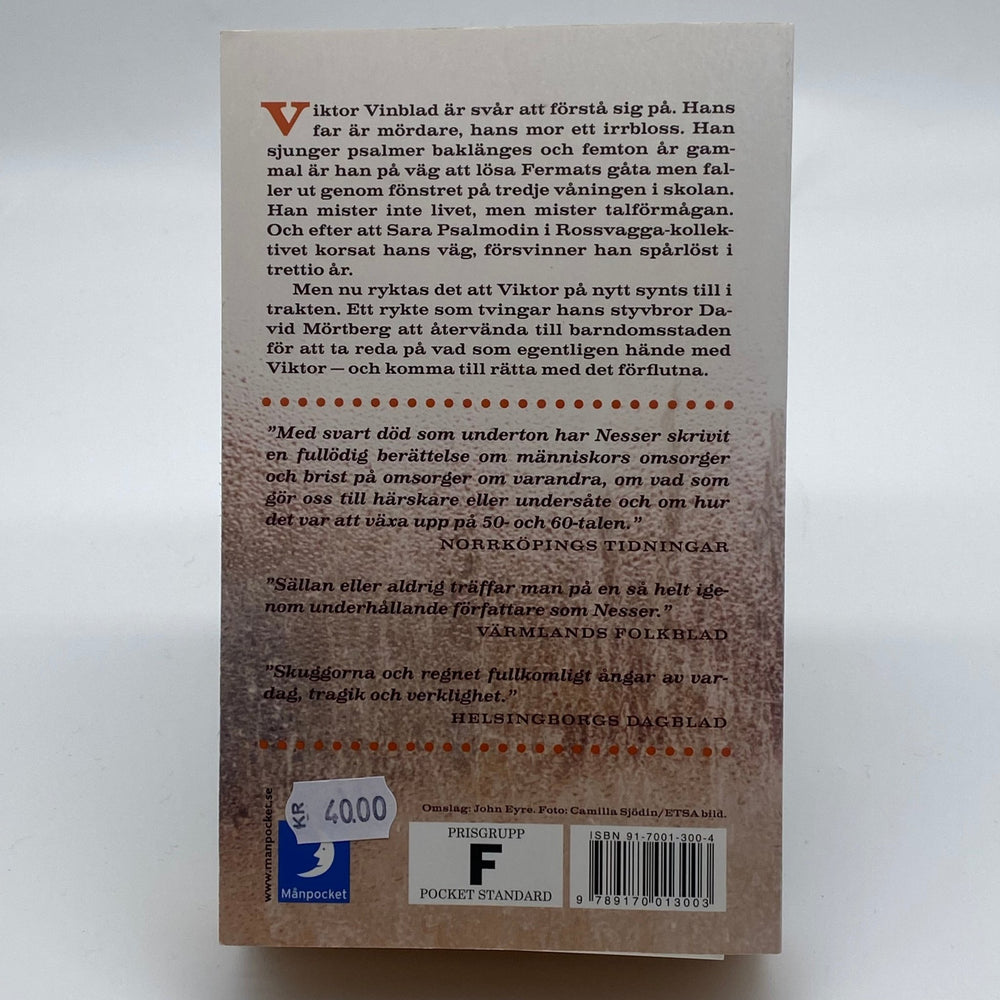 Viktor Vinblad är svår att förstå sig på. Hans
far är mördare, hans mor ett irrbloss. Han
sjunger psalmer baklänges och femton år gam-
mal är han på väg att lösa Fermats gåta men fal-
ler ut genom fönstret på tredje våningen i skolan.
Han mister inte livet, men mister talförmågan.
Och efter att Sara Psalmodin i Rossvagga-kollek-
tivet korsat hans väg, försvinner han spårlöst i
trettio år.
Men nu ryktas det att Viktor på nytt synts till i
trakten. Ett rykte som tvingar hans styvbror Da-
vid Mörtberg att återvända till barndomsstaden
för att ta reda på vad som egentligen hände med
Viktor – och komma till rätta med det förflutna.
"Med svart död som underton har Nesser skrivit
en fullödig berättelse om människors omsorger
och brist på omsorger om varandra, om vad som
gör oss till härskare eller undersåte och om hur
det var att växa upp på 50- och 60-talen."
NORRKÖPINGS TIDNINGAR
"Sällan eller aldrig träffar man på en så helt ige-
nom underhållande författare som Nesser."
VÄRMLANDS FOLKBLAD
"Skuggorna och regnet fullkomligt ångar av var-
dag, tragik och verklighet."
HELSINGBORGS DAGBLAD
KR 40.00
Omslag: John Eyre. Foto: Camilla Sjödin/ETSA bild.
www.manpocket.se
Månpocket
PRISGRUPP
F
POCKET STANDARD
ISBN 91-7001-300-4
9 789170 013003